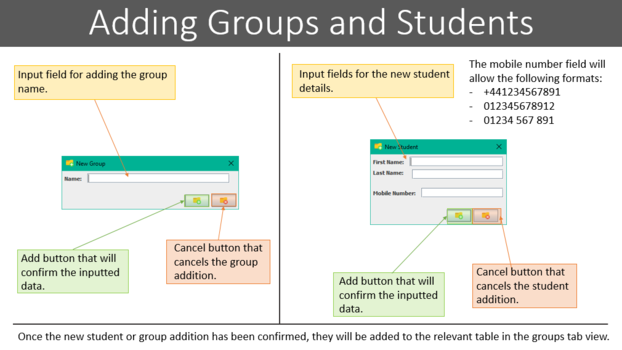 Adding Groups and Students
Input field for adding the group
name.
New Group
Name:
Add button that will
confirm the inputted
data.
Cancel button that
cancels the group
addition.
Input fields for the new student
details.
The mobile number field will
allow the following formats:
- +441234567891
- 012345678912
- 01234 567 891
New Student
First Name:
Last Name:
Mobile Number:
Add button that will
confirm the inputted
data.
Cancel button that
cancels the student
addition.
Once the new student or group addition has been confirmed, they will be added to the relevant table in the groups tab view.